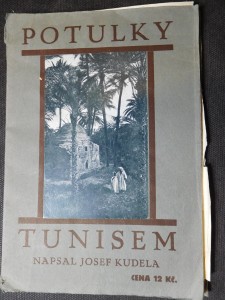 POTULKY
TUNISEM
NAPSAL JOSEF KUDELA
CENA 12 Kč.